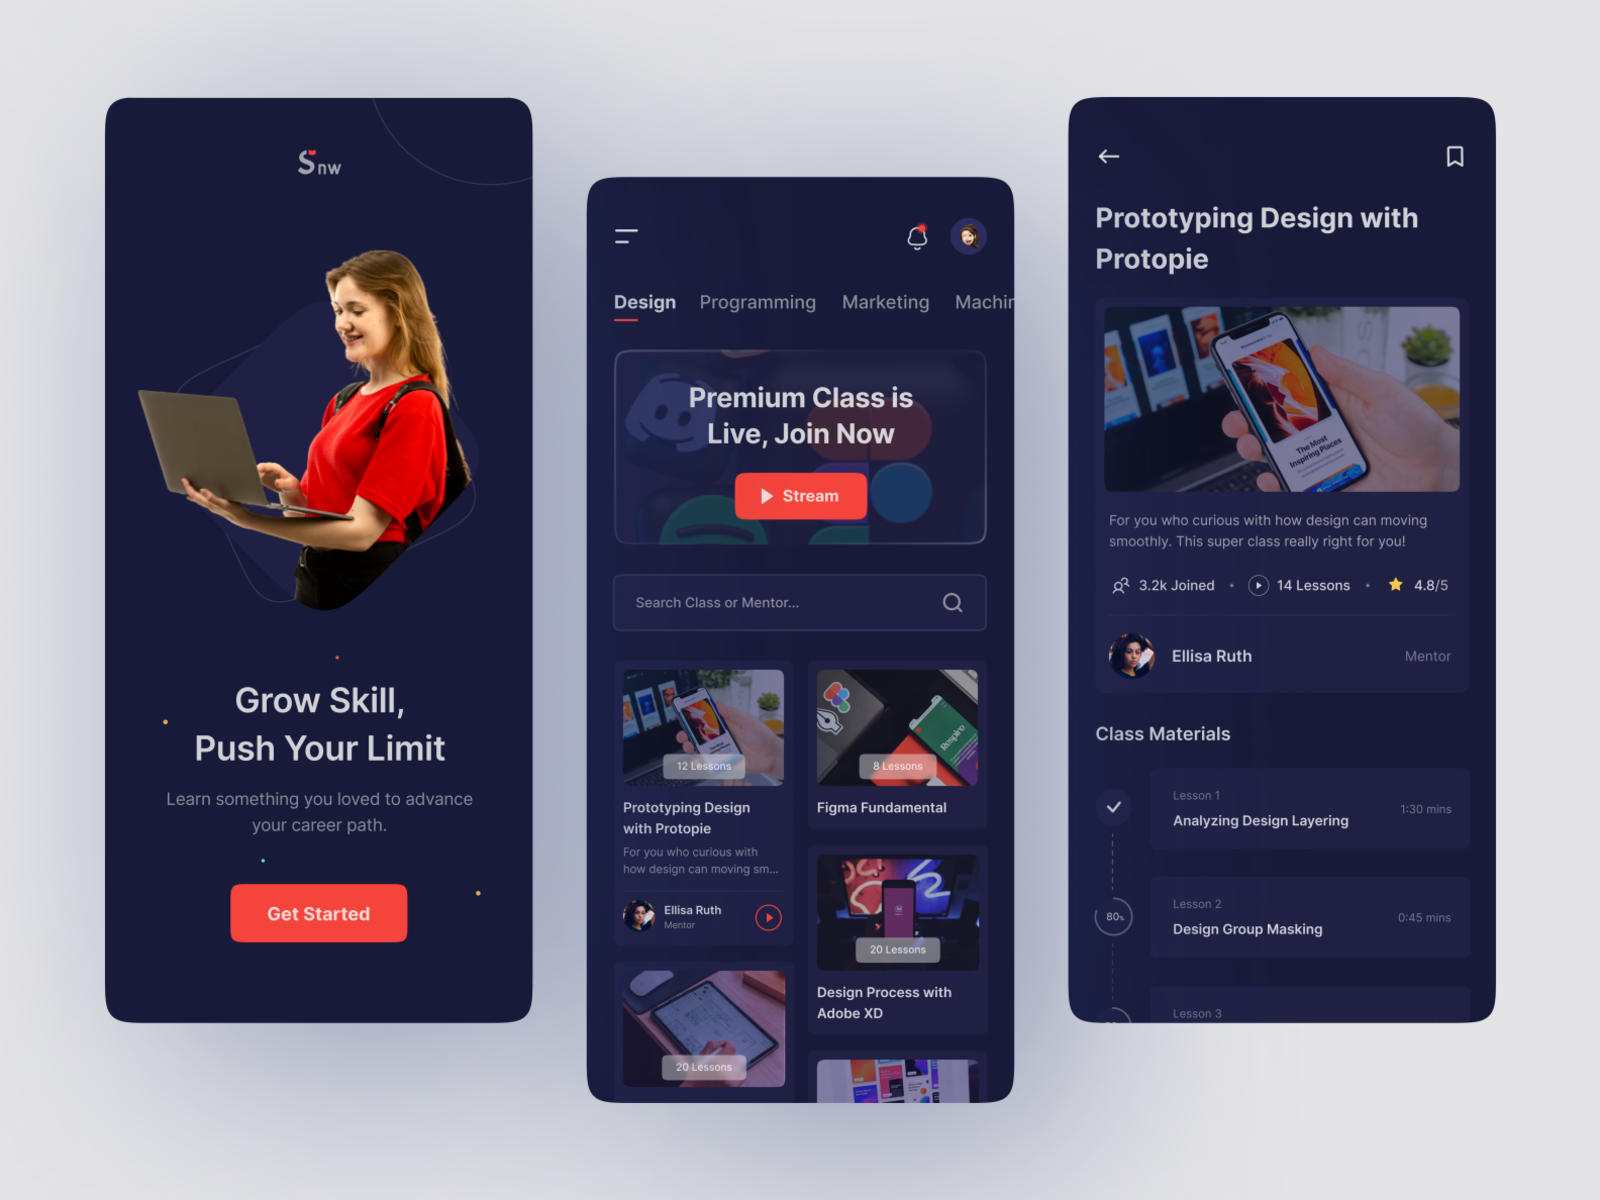 Snw
Grow Skill,
Push Your Limit
Learn something you loved to advance
your career path.
Get Started
Design Programming Marketing Machin
Premium Class is
Live, Join Now
Stream
Search Class or Mentor...
12 Lessons
Prototyping Design
with Protopie
For you who curious with
how design can moving sm...
Ellisa Ruth
Mentor
20 Lessons
Respiro
8 Lessons
Figma Fundamental
20 Lessons
Design Process with
Adobe XD
Prototyping Design with
Protopie
The Most
Inspiring Places
For you who curious with how design can moving
smoothly. This super class really right for you!
3.2k Joined • 14 Lessons • 4.8/5
Ellisa Ruth
Mentor
Class Materials
Lesson 1
Analyzing Design Layering
1:30 mins
80%
Lesson 2
Design Group Masking
0:45 mins
Lesson 3